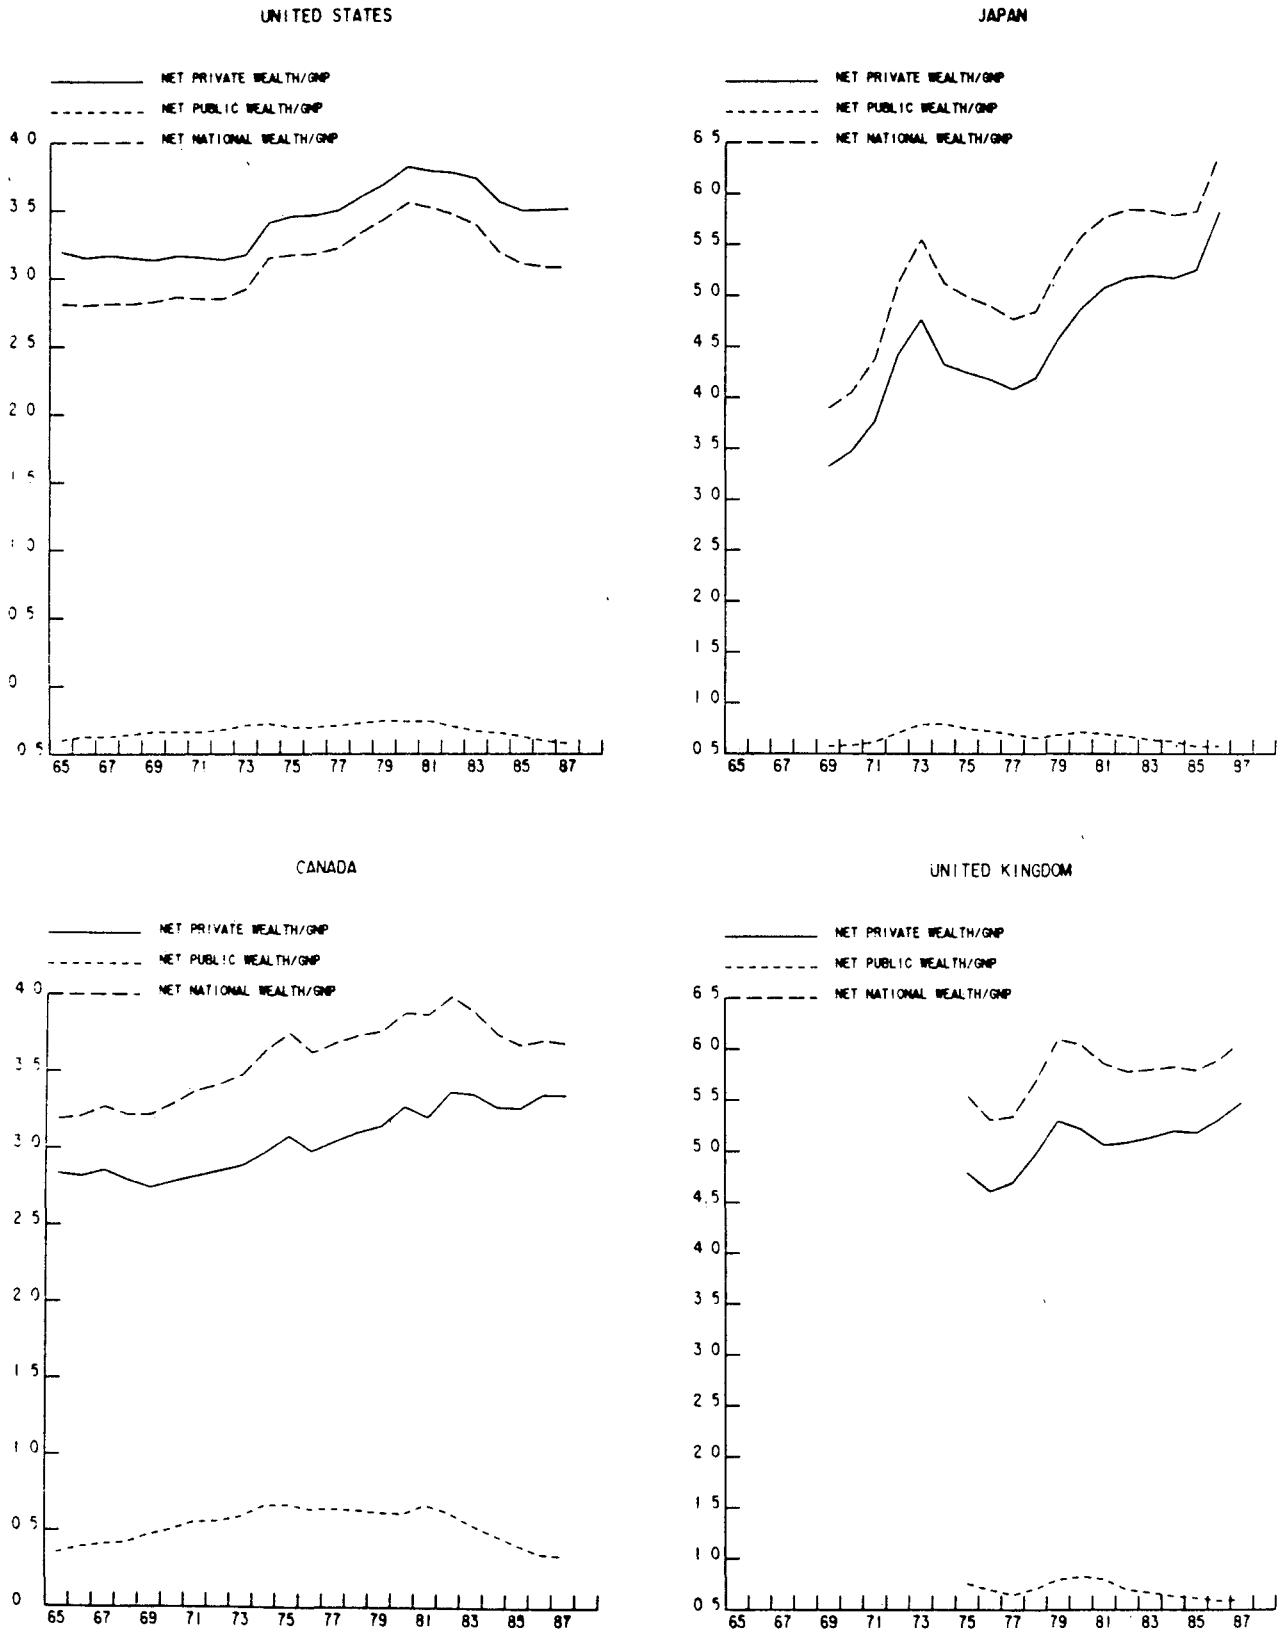 UNITED STATES
NET PRIVATE WEALTH/GNP
NET PUBLIC WEALTH/GNP
NET NATIONAL WEALTH/GNP
4 0
3 5
3 0
2 5
2 0
1 5
1 0
0 5
0
0 5
65 67 69 71 73 75 77 79 81 83 85 87
JAPAN
NET PRIVATE WEALTH/GNP
NET PUBLIC WEALTH/GNP
NET NATIONAL WEALTH/GNP
6 5
6 0
5 5
5 0
4 5
4 0
3 5
3 0
2 5
2 0
1 5
1 0
0 5
65 67 69 71 73 75 77 79 81 83 85 87
CANADA
NET PRIVATE WEALTH/GNP
NET PUBLIC WEALTH/GNP
NET NATIONAL WEALTH/GNP
4 0
3 5
3 0
2 5
2 0
1 5
1 0
0 5
0
65 67 69 71 73 75 77 79 81 83 85 87
UNITED KINGDOM
NET PRIVATE WEALTH/GNP
NET PUBLIC WEALTH/GNP
NET NATIONAL WEALTH/GNP
6 5
6 0
5 5
5 0
4 5
4 0
3 5
3 0
2 5
2 0
1 5
1 0
0 5
65 67 69 71 73 75 77 79 81 83 85 87